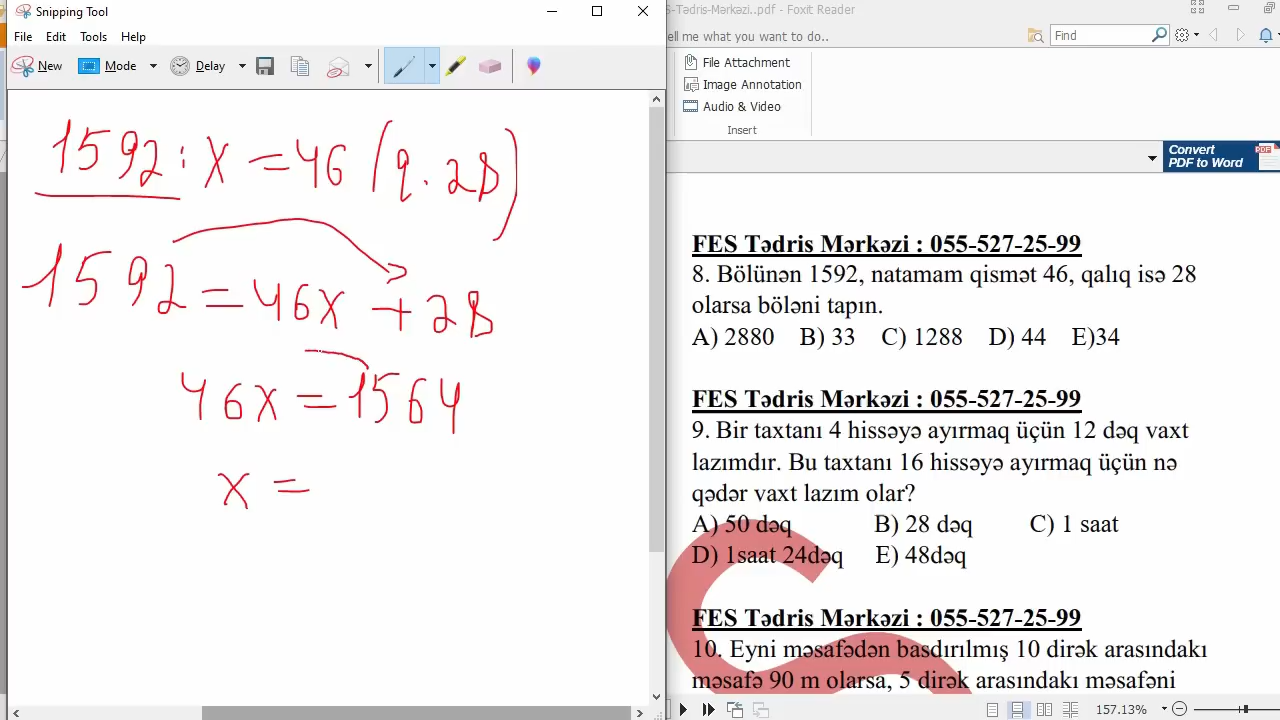 Snipping Tool
File Edit Tools Help
New Mode Delay
1592 : x = 46 (q. 28)
1592 = 46x + 28
46x = 1564
x =
S-Tədris-Mərkəzi..pdf - Foxit Reader
ell me what you want to do..
Find
File Attachment
Image Annotation
Audio & Video
Insert
Convert
PDF to Word
FES Tədris Mərkəzi : 055-527-25-99
8. Bölünən 1592, natamam qismət 46, qalıq isə 28
olarsa böləni tapın.
A) 2880 B) 33 C) 1288 D) 44 E)34
FES Tədris Mərkəzi : 055-527-25-99
9. Bir taxtanı 4 hissəyə ayırmaq üçün 12 dəq vaxt
lazımdır. Bu taxtanı 16 hissəyə ayırmaq üçün nə
qədər vaxt lazım olar?
A) 50 dəq B) 28 dəq C) 1 saat
D) 1saat 24dəq E) 48dəq
FES Tədris Mərkəzi : 055-527-25-99
10. Eyni məsafədən basdırılmış 10 dirək arasındakı
məsafə 90 m olarsa, 5 dirək arasındakı məsafəni
157.13%